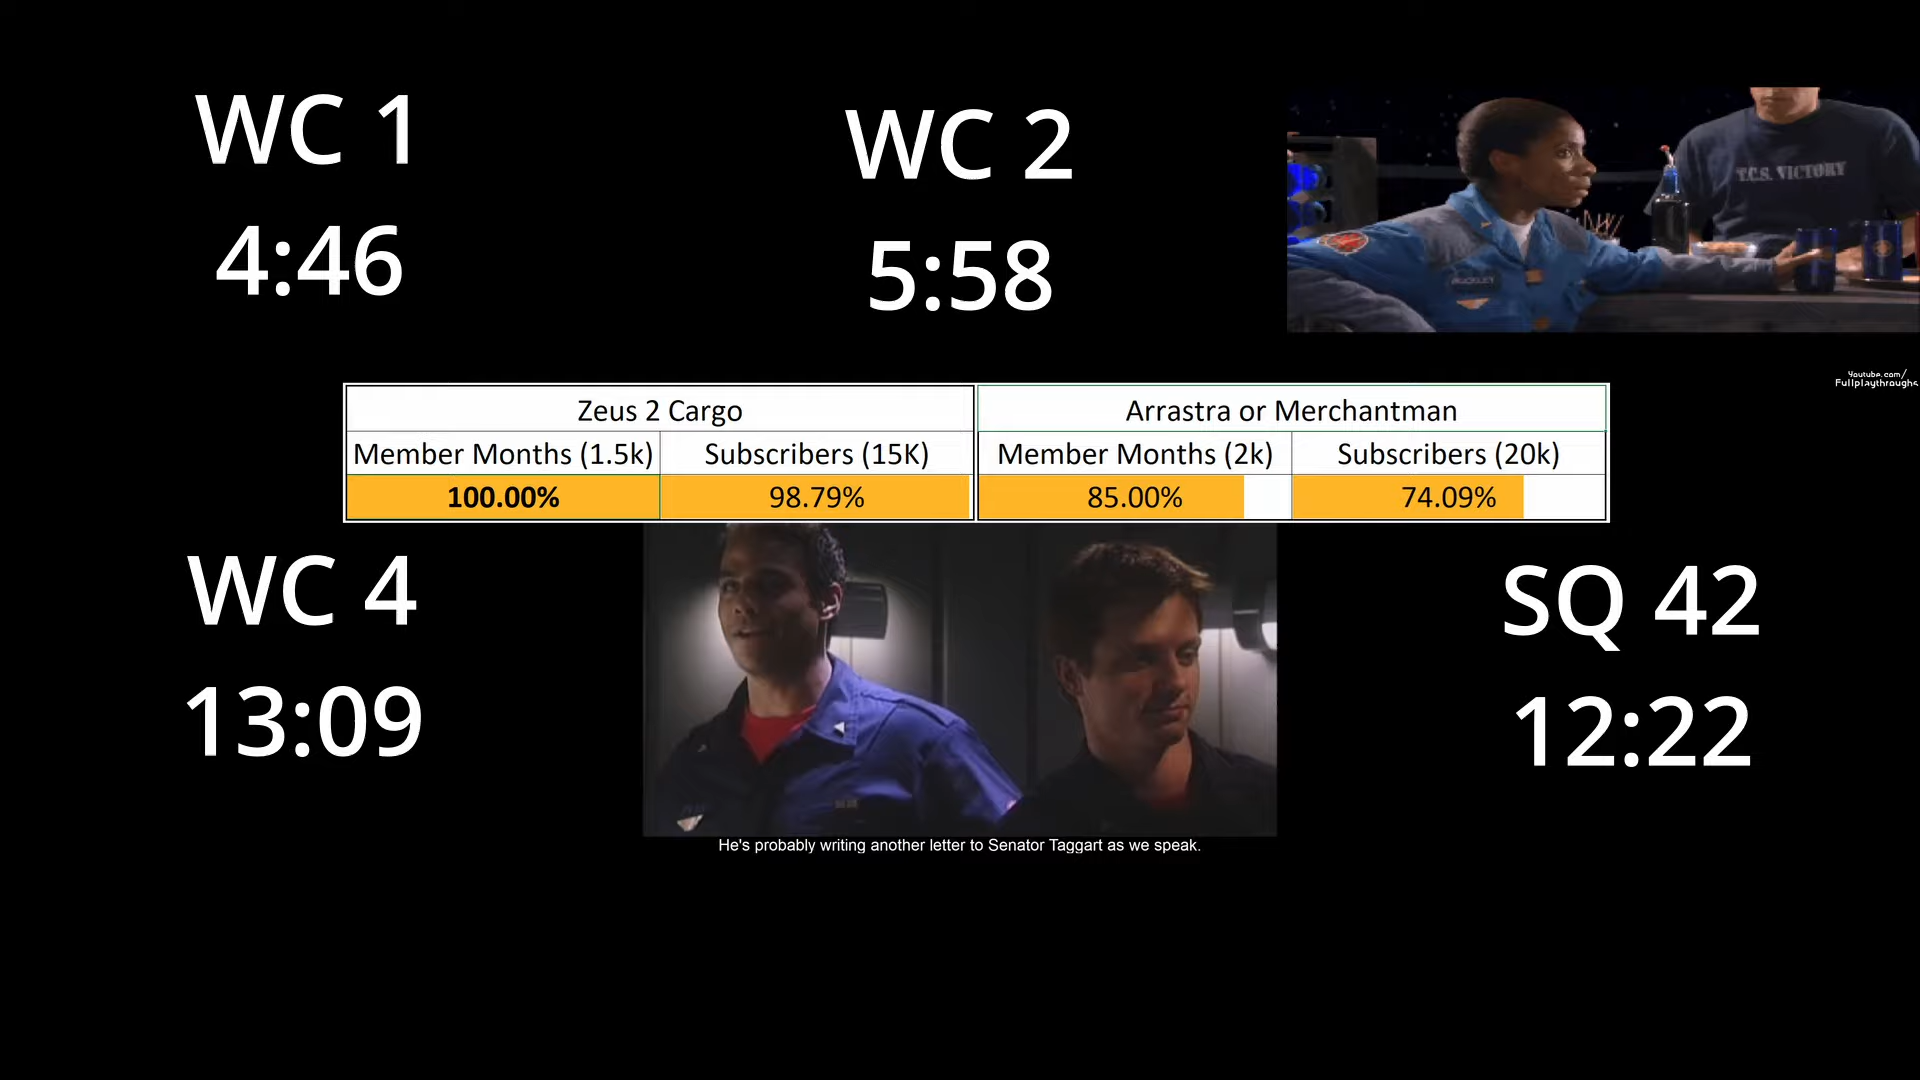 WC 1
4:46
WC 2
5:58
T.C.S. VICTORY
BUCKLEY
Youtube.com/
Fullplaythroughs
Zeus 2 Cargo
Arrastra or Merchantman
Member Months (1.5k)
Subscribers (15K)
Member Months (2k)
Subscribers (20k)
100.00%
98.79%
85.00%
74.09%
WC 4
13:09
SQ 42
12:22
He's probably writing another letter to Senator Taggart as we speak.